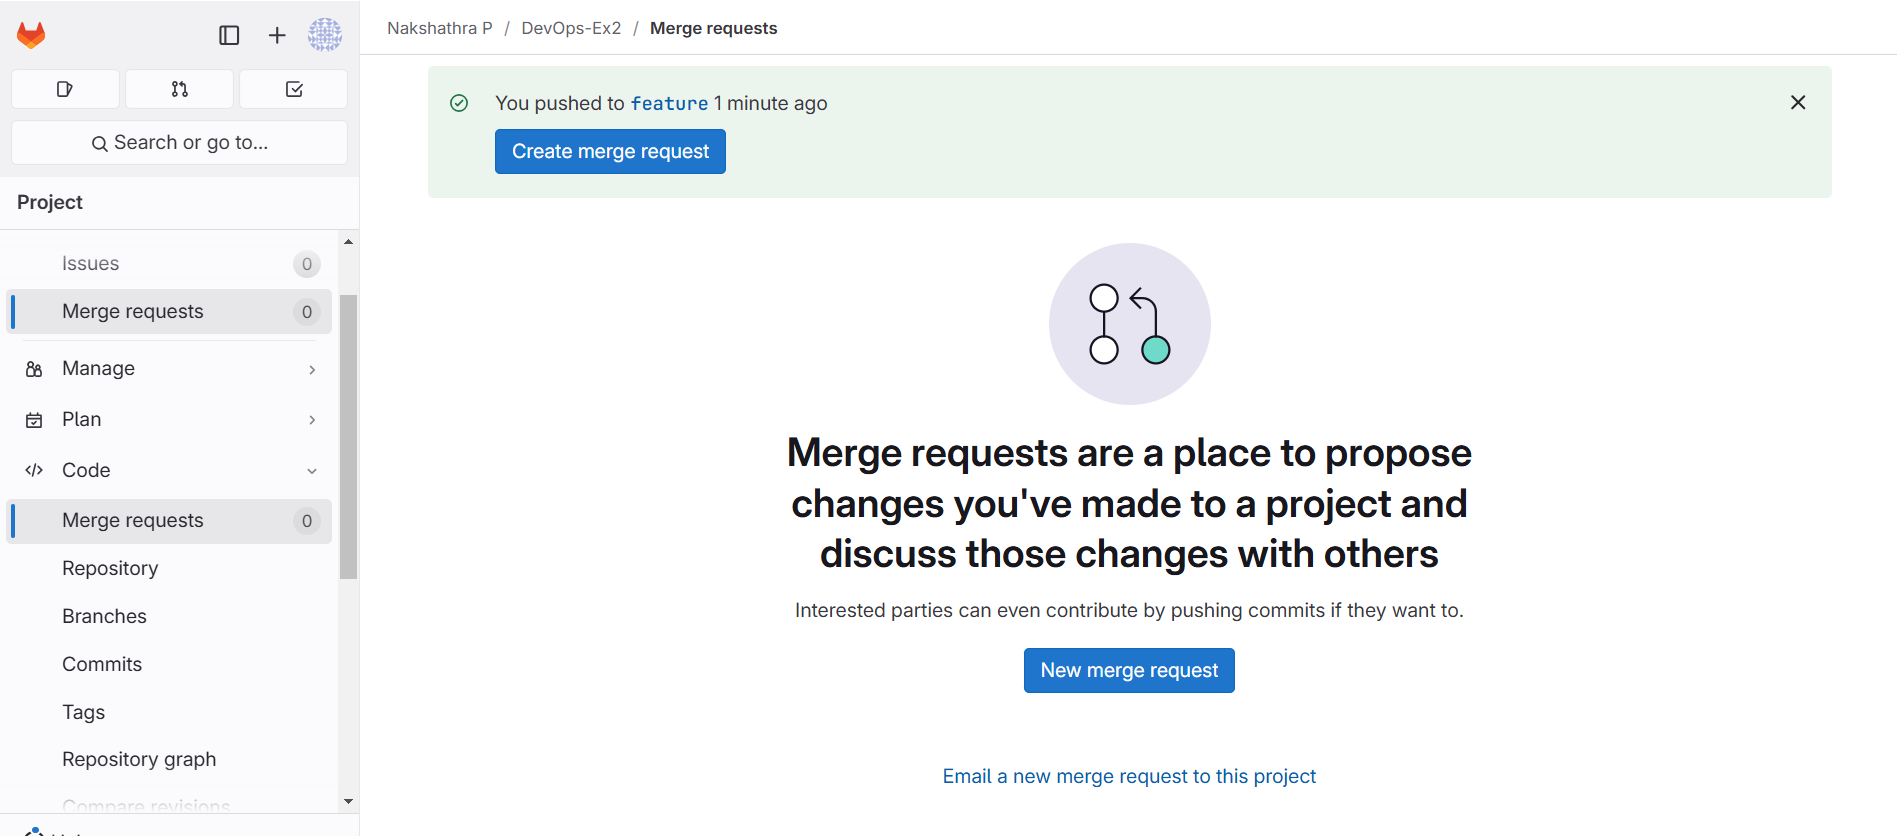 Nakshathra P / DevOps-Ex2 / Merge requests
Search or go to...
Project
Issues 0
Merge requests 0
Manage
Plan
Code
Merge requests 0
Repository
Branches
Commits
Tags
Repository graph
Compare revisions
You pushed to feature 1 minute ago
Create merge request
Merge requests are a place to propose
changes you've made to a project and
discuss those changes with others
Interested parties can even contribute by pushing commits if they want to.
New merge request
Email a new merge request to this project